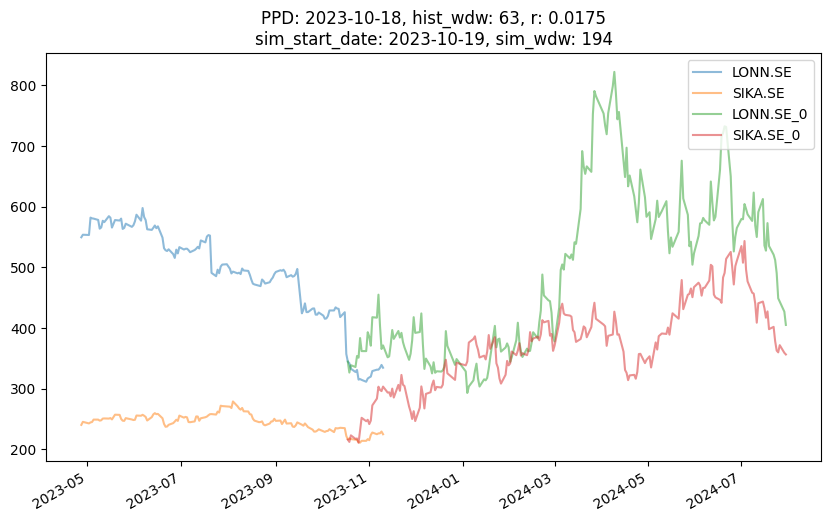 PPD: 2023-10-18, hist_wdw: 63, r: 0.0175
sim_start_date: 2023-10-19, sim_wdw: 194
LONN.SE
SIKA.SE
LONN.SE_0
SIKA.SE_0
800
700
600
500
400
300
200
2023-05
2023-07
2023-09
2023-11
2024-01
2024-03
2024-05
2024-07